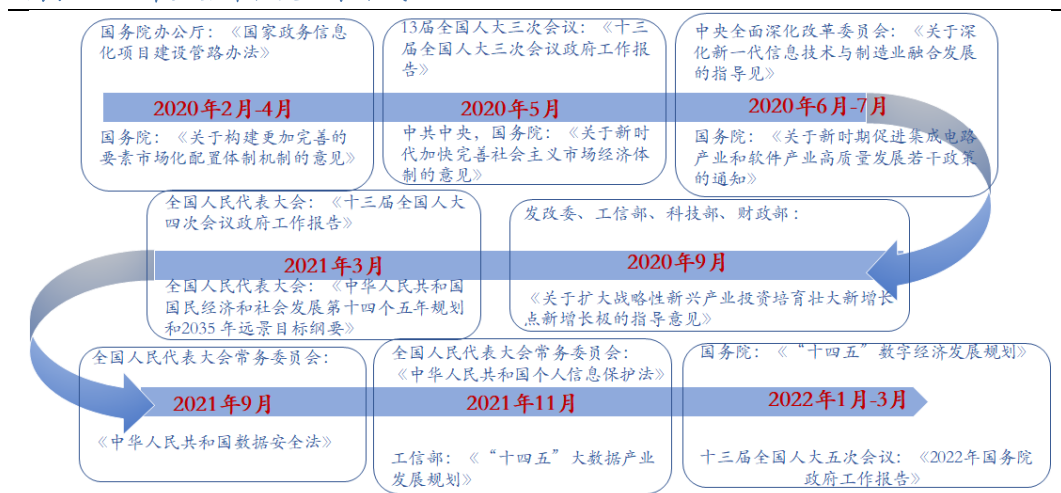 国务院办公厅：《国家政务信息
化项目建设管路办法》
2020年2月-4月
国务院：《关于构建更加完善的
要素市场化配置体制机制的意见》
13届全国人大三次会议：《十三
届全国人大三次会议政府工作报
告》
2020年5月
中共中央，国务院：《关于新时
代加快完善社会主义市场经济体
制的意见》
中央全面深化改革委员会：《关于深
化新一代信息技术与制造业融合发展
的指导见》
2020年6月-7月
国务院：《关于新时期促进集成电路
产业和软件产业高质量发展若干政策
的通知》
发改委、工信部、科技部、财政部：
2020年9月
《关于扩大战略性新兴产业投资培育壮大新增长
点新增长极的指导意见》
全国人民代表大会：《十三届全国人大
四次会议政府工作报告》
2021年3月
全国人民代表大会：《中华人民共和国
国民经济和社会发展第十四个五年规划
和2035年远景目标纲要》
全国人民代表大会常务委员会：
2021年9月
《中华人民共和国数据安全法》
全国人民代表大会常务委员会：
《中华人民共和国个人信息保护法》
2021年11月
工信部：《“十四五”大数据产业
发展规划》
国务院：《“十四五”数字经济发展规划》
2022年1月-3月
十三届全国人大五次会议：《2022年国务院
政府工作报告》